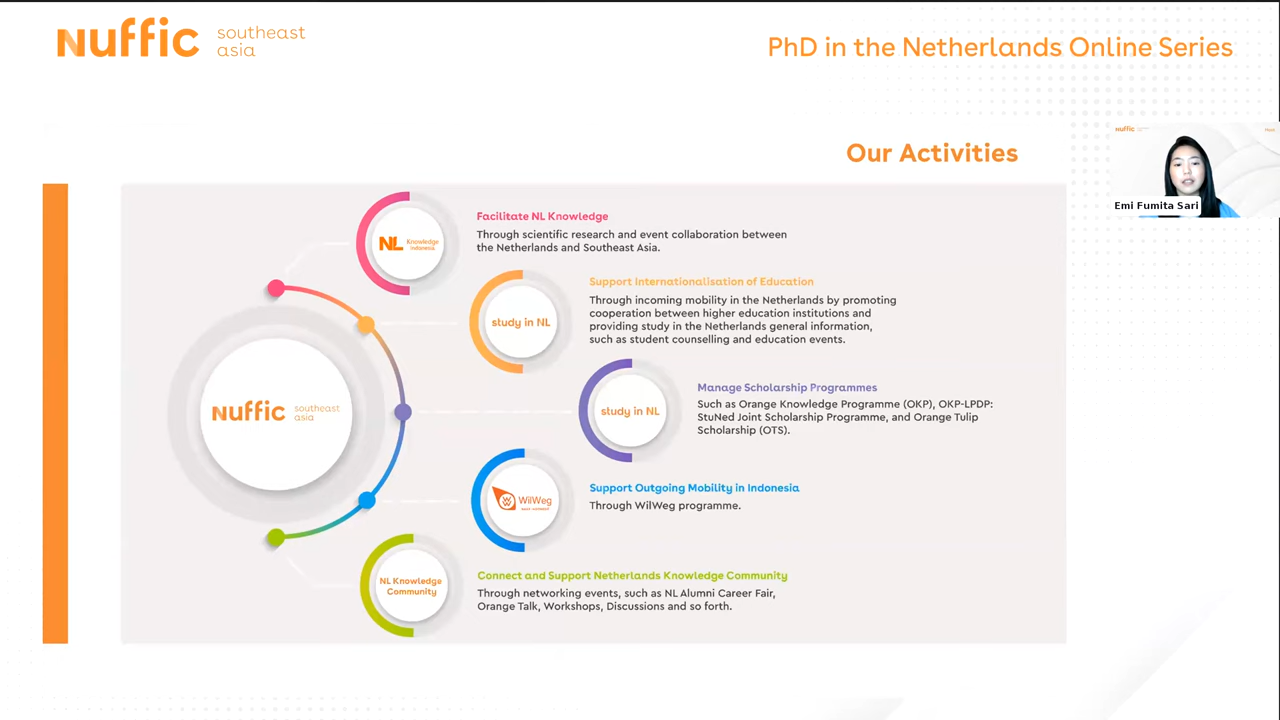 Nuffic southeast asia
PhD in the Netherlands Online Series
Our Activities
nuffic
Emi Fumita Sari
NL Knowledge Indonesia
Facilitate NL Knowledge
Through scientific research and event collaboration between
the Netherlands and Southeast Asia.
study in NL
Support Internationalisation of Education
Through incoming mobility in the Netherlands by promoting
cooperation between higher education institutions and
providing study in the Netherlands general information,
such as student counselling and education events.
Nuffic southeast asia
study in NL
Manage Scholarship Programmes
Such as Orange Knowledge Programme (OKP), OKP-LPDP:
StuNed Joint Scholarship Programme, and Orange Tulip
Scholarship (OTS).
WilWeg
Support Outgoing Mobility in Indonesia
Through WilWeg programme.
NL Knowledge
Community
Connect and Support Netherlands Knowledge Community
Through networking events, such as NL Alumni Career Fair,
Orange Talk, Workshops, Discussions and so forth.